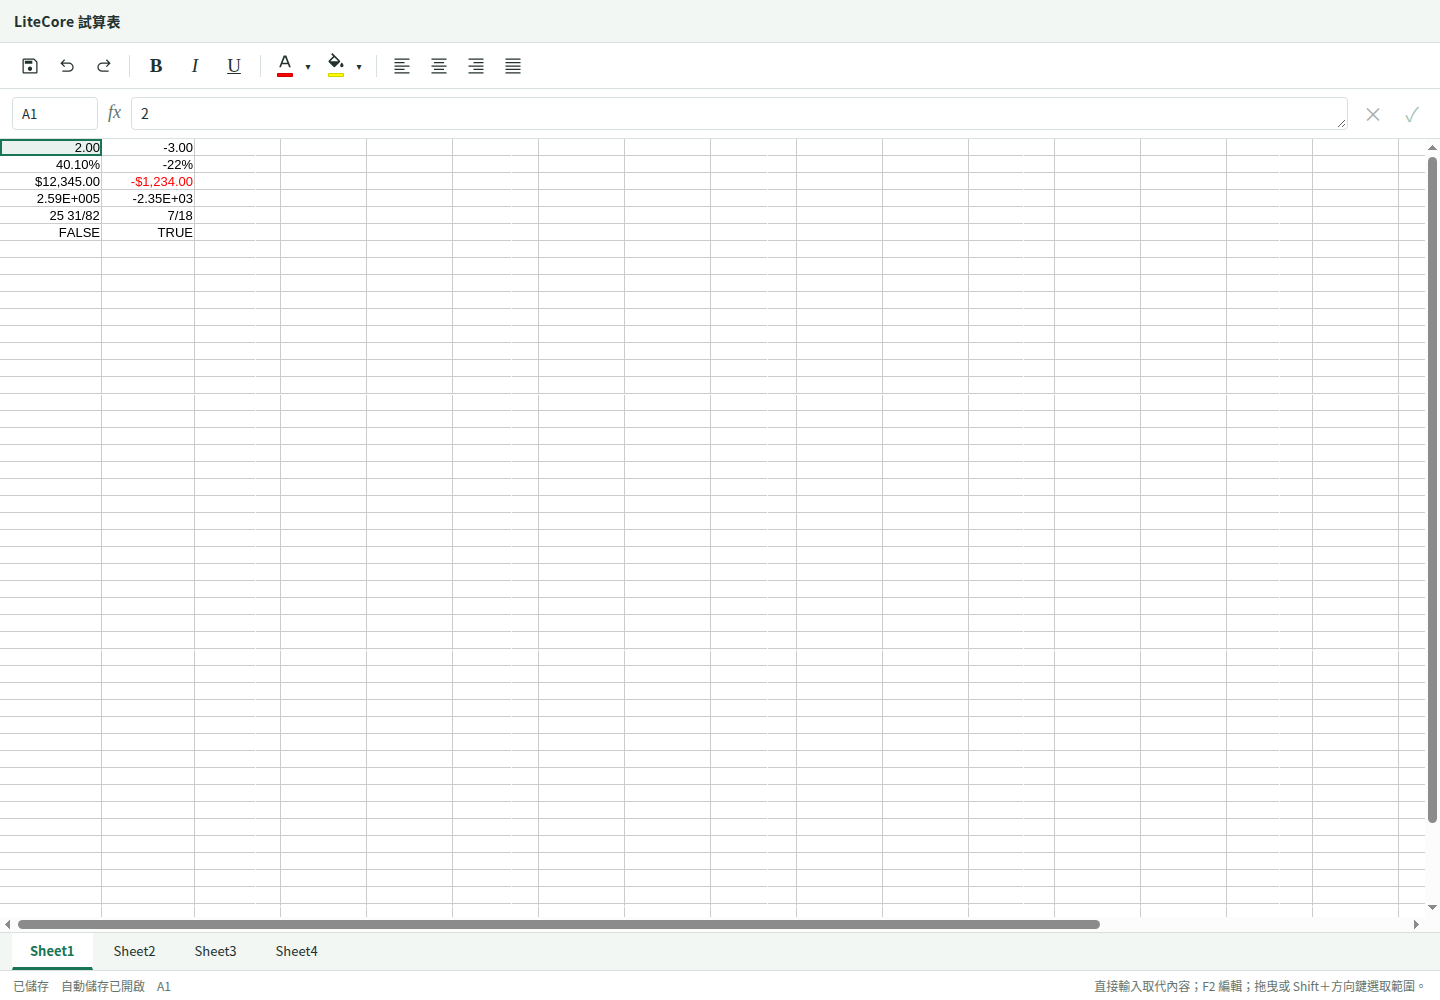 LiteCore 試算表
B I U A
A1 fx 2
2.00 -3.00
40.10% -22%
$12,345.00 -$1,234.00
2.59E+005 -2.35E+03
25 31/82 7/18
FALSE TRUE
Sheet1 Sheet2 Sheet3 Sheet4
已儲存 自動儲存已開啟 A1 直接輸入取代內容；F2 編輯；拖曳或 Shift＋方向鍵選取範圍。